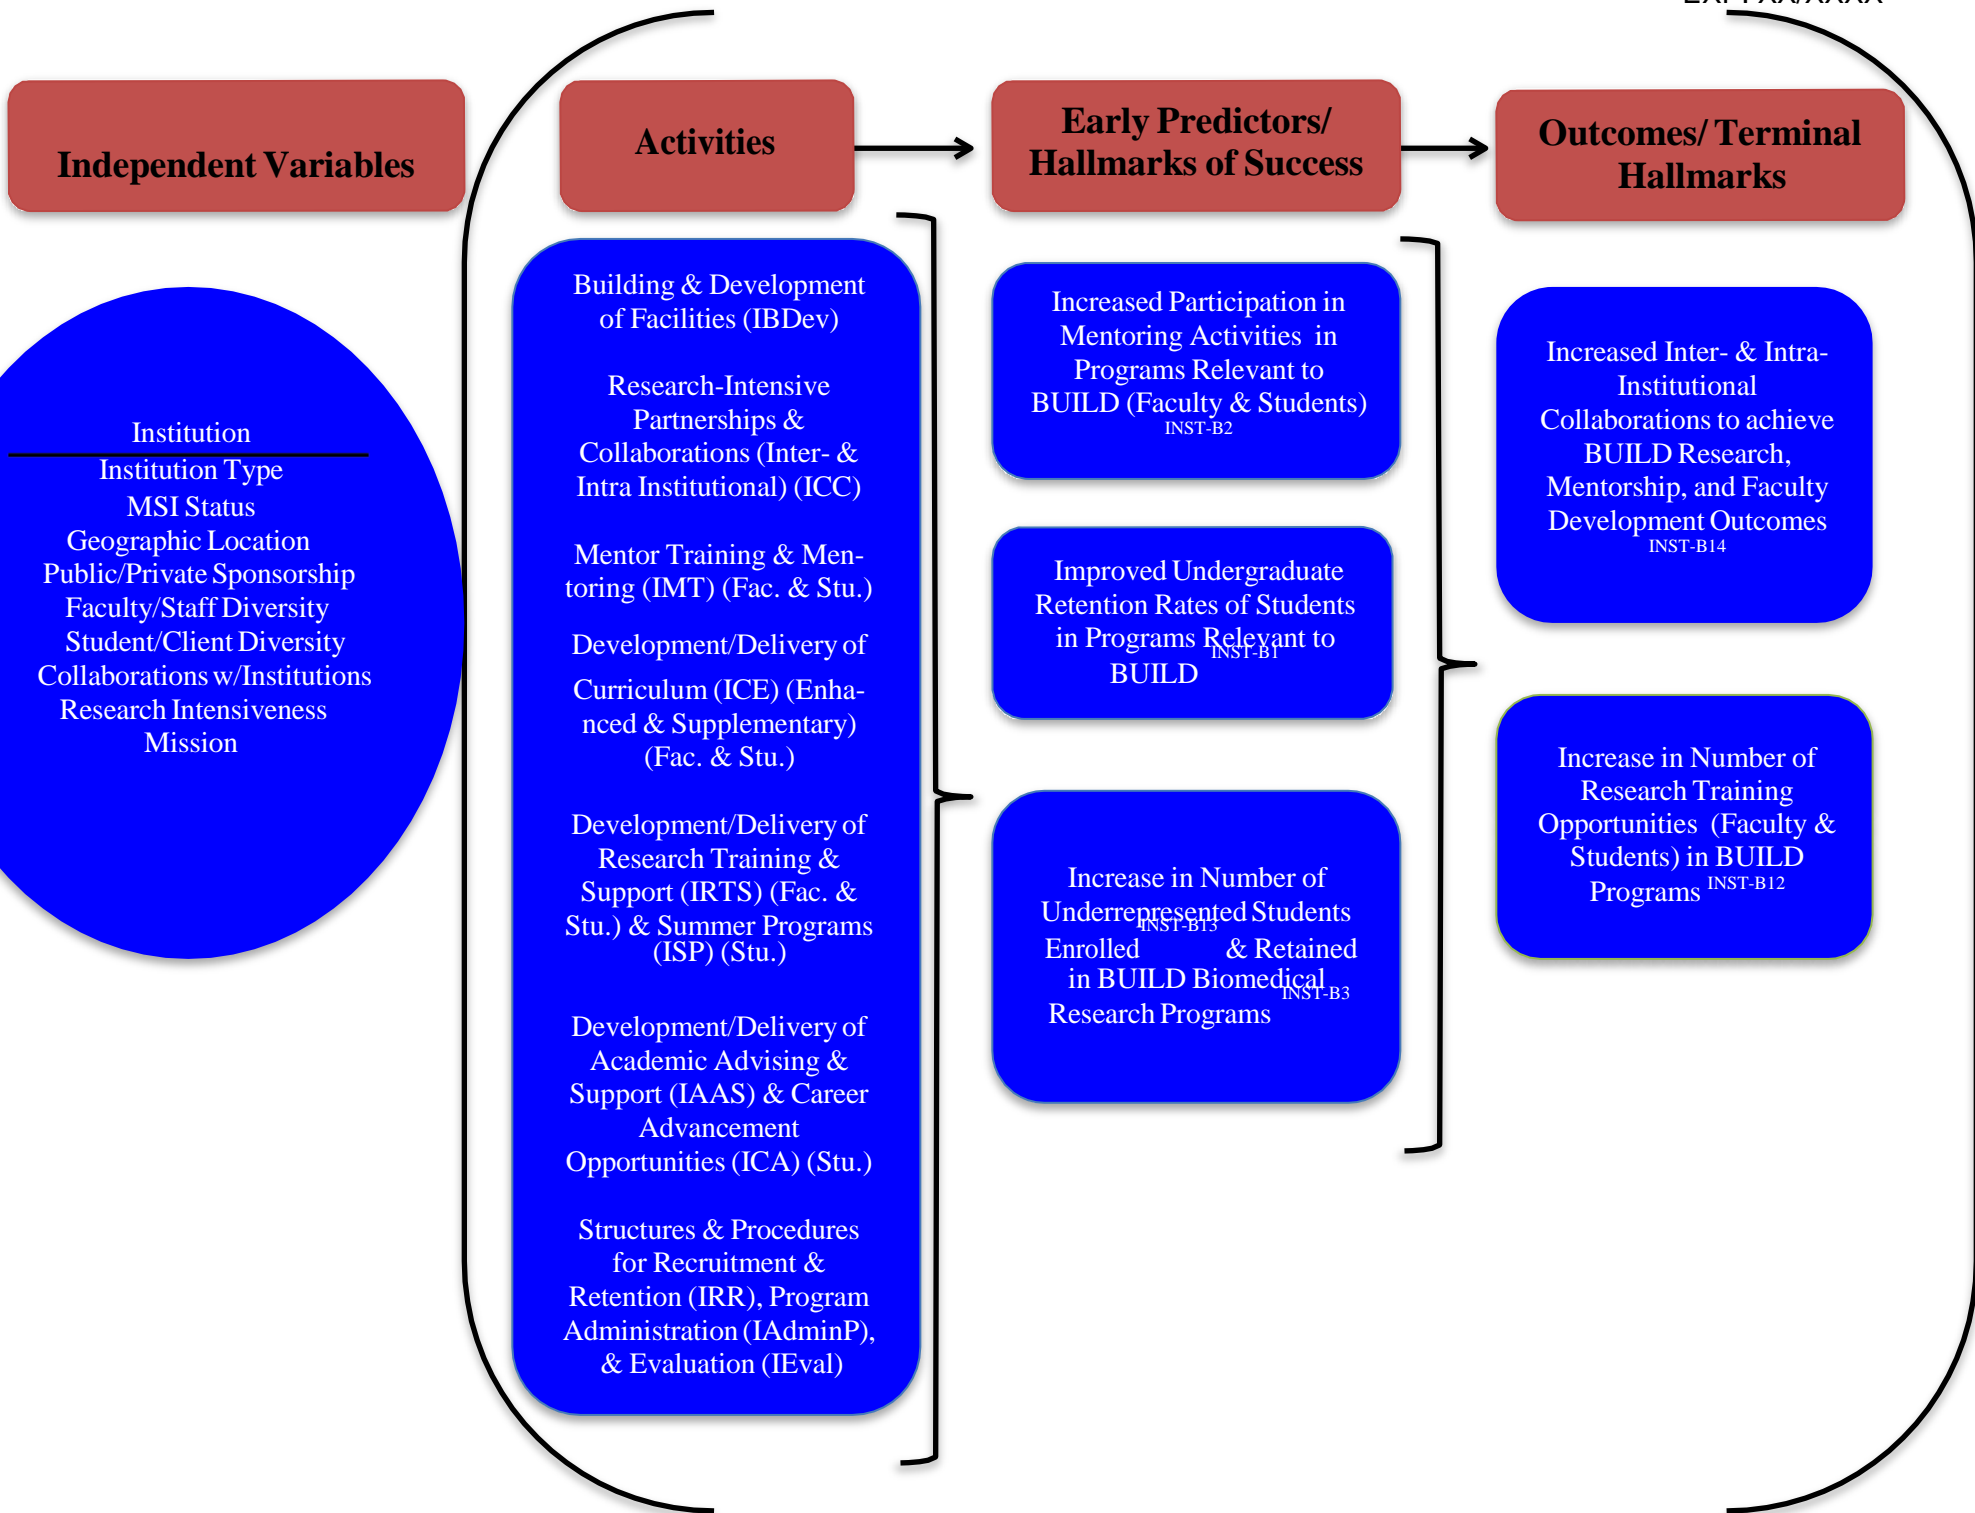 Independent Variables
Activities
Early Predictors/
Hallmarks of Success
Outcomes/ Terminal
Hallmarks
Institution
Institution Type
MSI Status
Geographic Location
Public/Private Sponsorship
Faculty/Staff Diversity
Student/Client Diversity
Collaborations w/Institutions
Research Intensiveness
Mission
Building & Development
of Facilities (IBDev)
Research-Intensive
Partnerships &
Collaborations (Inter- &
Intra Institutional) (ICC)
Mentor Training & Men-
toring (IMT) (Fac. & Stu.)
Development/Delivery of
Curriculum (ICE) (Enha-
nced & Supplementary)
(Fac. & Stu.)
Development/Delivery of
Research Training &
Support (IRTS) (Fac. &
Stu.) & Summer Programs
(ISP) (Stu.)
Development/Delivery of
Academic Advising &
Support (IAAS) & Career
Advancement
Opportunities (ICA) (Stu.)
Structures & Procedures
for Recruitment &
Retention (IRR), Program
Administration (IAdminP),
& Evaluation (IEval)
Increased Participation in
Mentoring Activities in
Programs Relevant to
BUILD (Faculty & Students)
INST-B2
Improved Undergraduate
Retention Rates of Students
in Programs Relevant to
BUILD INST-B1
Increase in Number of
Underrepresented Students
Enrolled INST-B13 & Retained
in BUILD Biomedical
Research Programs INST-B3
Increased Inter- & Intra-
Institutional
Collaborations to achieve
BUILD Research,
Mentorship, and Faculty
Development Outcomes
INST-B14
Increase in Number of
Research Training
Opportunities (Faculty &
Students) in BUILD
Programs INST-B12